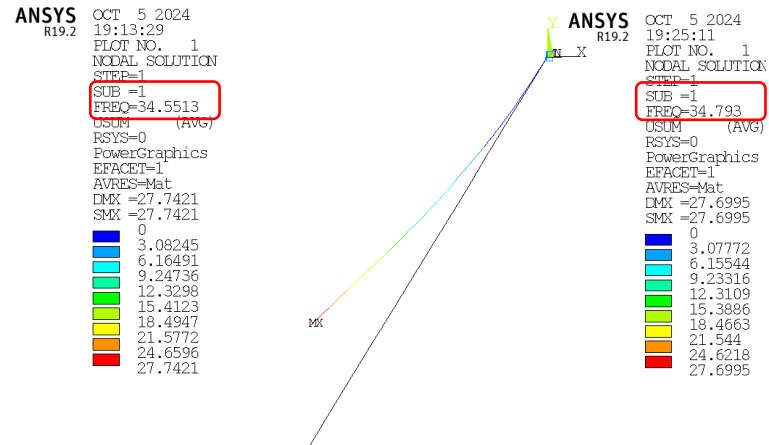 ANSYS
R19.2
OCT 5 2024
19:13:29
PLOT NO. 1
NODAL SOLUTION
STEP=1
SUB =1
FREQ=34.5513
USUM (AVG)
RSYS=0
PowerGraphics
EFACET=1
AVRES=Mat
DMX =27.7421
SMX =27.7421
0
3.08245
6.16491
9.24736
12.3298
15.4123
18.4947
21.5772
24.6596
27.7421
Y
X
MX
ANSYS
R19.2
OCT 5 2024
19:25:11
PLOT NO. 1
NODAL SOLUTION
STEP=1
SUB =1
FREQ=34.793
USUM (AVG)
RSYS=0
PowerGraphics
EFACET=1
AVRES=Mat
DMX =27.6995
SMX =27.6995
0
3.07772
6.15544
9.23316
12.3109
15.3886
18.4663
21.544
24.6218
27.6995